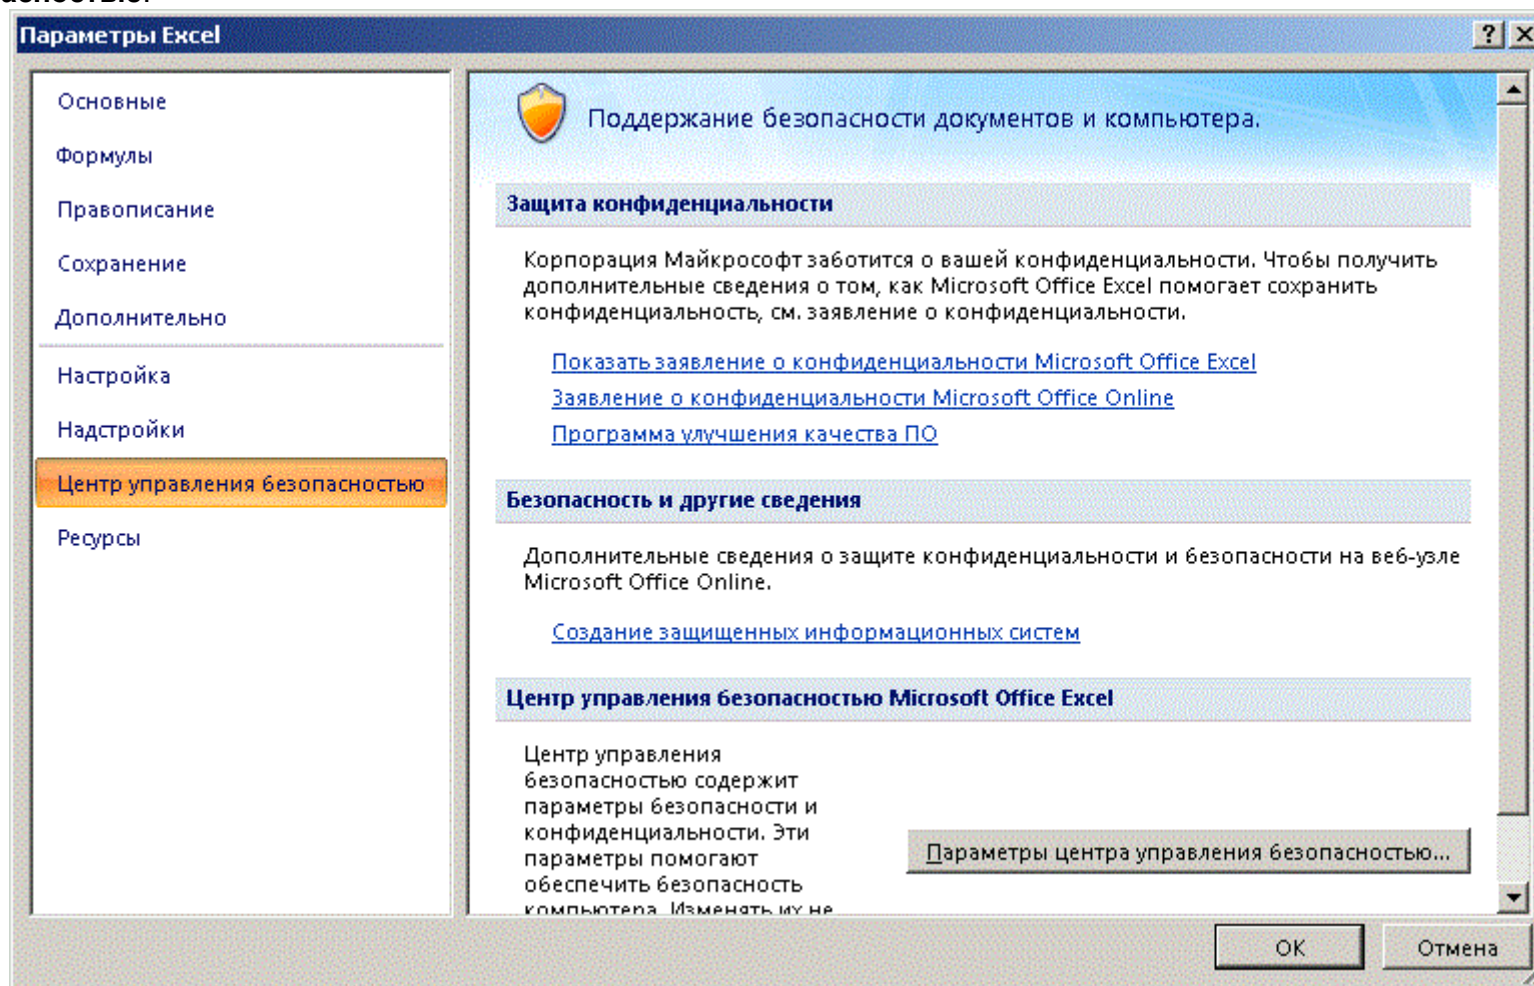 Параметры Excel
Основные
Формулы
Правописание
Сохранение
Дополнительно
Настройка
Надстройки
Центр управления безопасностью
Ресурсы
Поддержание безопасности документов и компьютера.
Защита конфиденциальности
Корпорация Майкрософт заботится о вашей конфиденциальности. Чтобы получить
дополнительные сведения о том, как Microsoft Office Excel помогает сохранить
конфиденциальность, см. заявление о конфиденциальности.
Показать заявление о конфиденциальности Microsoft Office Excel
Заявление о конфиденциальности Microsoft Office Online
Программа улучшения качества ПО
Безопасность и другие сведения
Дополнительные сведения о защите конфиденциальности и безопасности на веб-узле
Microsoft Office Online.
Создание защищенных информационных систем
Центр управления безопасностью Microsoft Office Excel
Центр управления
безопасностью содержит
параметры безопасности и
конфиденциальности. Эти
параметры помогают
обеспечить безопасность
компьютера. Изменять их не
Параметры центра управления безопасностью...
ОК
Отмена